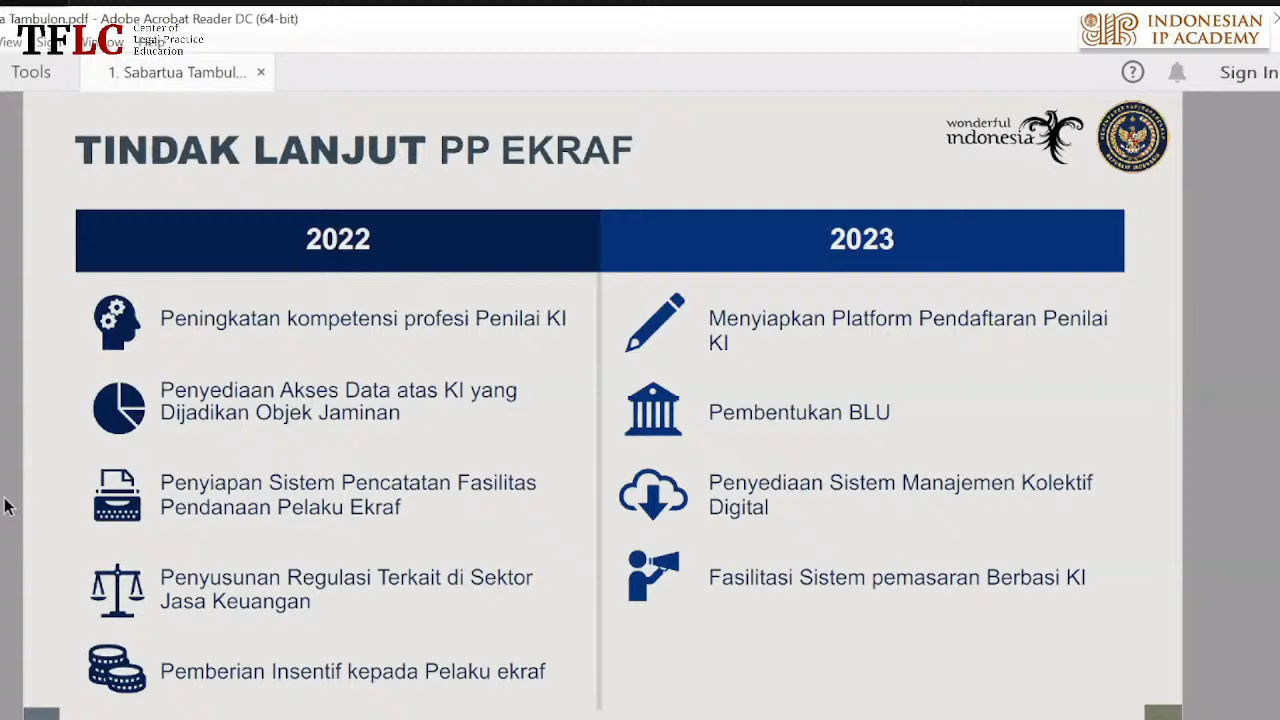 a Tambulon.pdf - Adobe Acrobat Reader DC (64-bit)
View Sign Window Help
TFLC
Center of
Legal Practice
Education
INDONESIAN
IP ACADEMY
Tools
1. Sabartua Tambul... ×
Sign In
TINDAK LANJUT PP EKRAF
wonderful
indonesia
2022
2023
Peningkatan kompetensi profesi Penilai KI
Penyediaan Akses Data atas KI yang
Dijadikan Objek Jaminan
Penyiapan Sistem Pencatatan Fasilitas
Pendanaan Pelaku Ekraf
Penyusunan Regulasi Terkait di Sektor
Jasa Keuangan
Pemberian Insentif kepada Pelaku ekraf
Menyiapkan Platform Pendaftaran Penilai
KI
Pembentukan BLU
Penyediaan Sistem Manajemen Kolektif
Digital
Fasilitasi Sistem pemasaran Berbasi KI